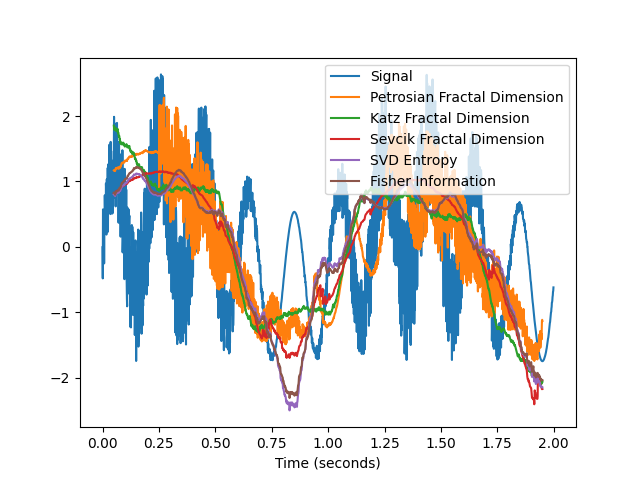 Signal
Petrosian Fractal Dimension
Katz Fractal Dimension
Sevcik Fractal Dimension
SVD Entropy
Fisher Information
2
1
0
−1
−2
0.00 0.25 0.50 0.75 1.00 1.25 1.50 1.75 2.00
Time (seconds)